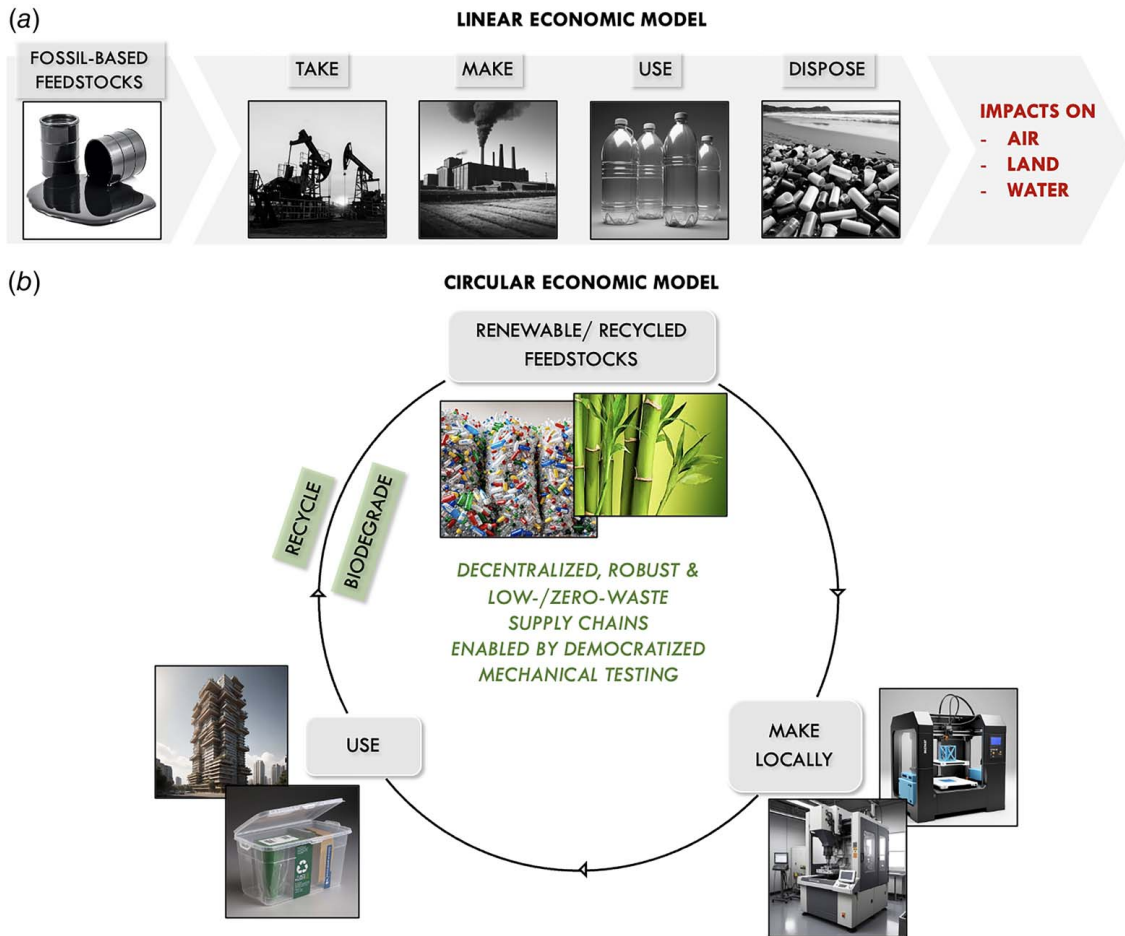 (a)
LINEAR ECONOMIC MODEL
FOSSIL-BASED
FEEDSTOCKS
TAKE
MAKE
USE
DISPOSE
IMPACTS ON
- AIR
- LAND
- WATER
(b)
CIRCULAR ECONOMIC MODEL
RENEWABLE/ RECYCLED
FEEDSTOCKS
RECYCLE
BIODEGRADE
DECENTRALIZED, ROBUST &
LOW-/ZERO-WASTE
SUPPLY CHAINS
ENABLED BY DEMOCRATIZED
MECHANICAL TESTING
USE
MAKE
LOCALLY